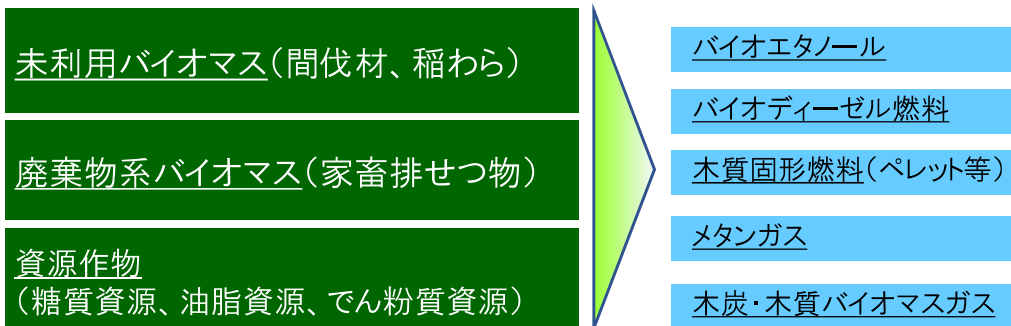 未利用バイオマス（間伐材、稲わら）
廃棄物系バイオマス（家畜排せつ物）
資源作物
（糖質資源、油脂資源、でん粉質資源）
バイオエタノール
バイオディーゼル燃料
木質固形燃料（ペレット等）
メタンガス
木炭・木質バイオマスガス